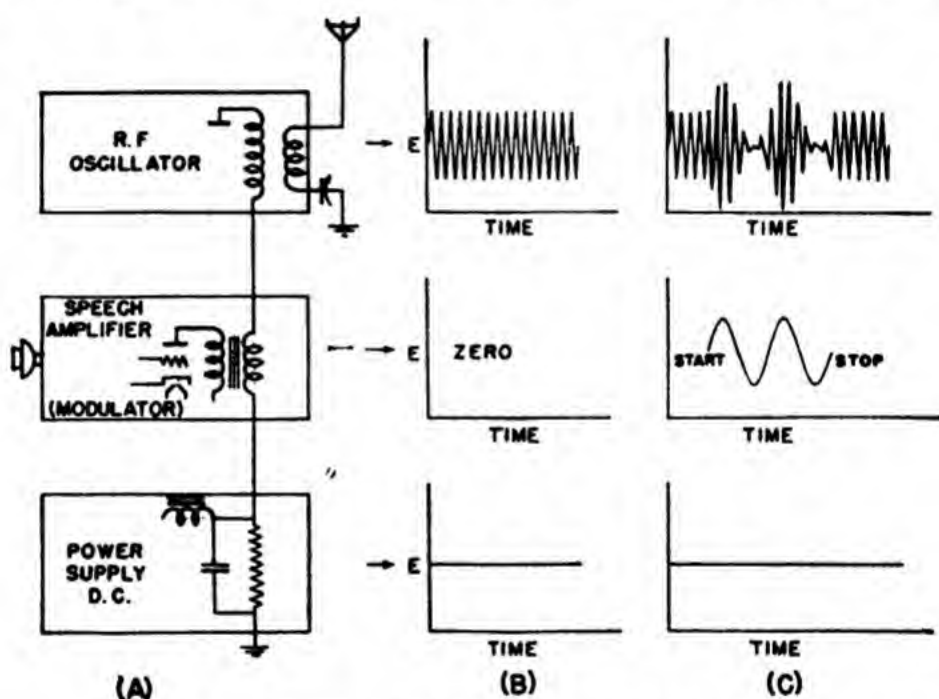 R.F
OSCILLATOR
E
TIME
TIME
SPEECH
AMPLIFIER
(MODULATOR)
E
ZERO
TIME
START
STOP
TIME
POWER
SUPPLY
D.C.
E
TIME
TIME
(A)
(B)
(C)